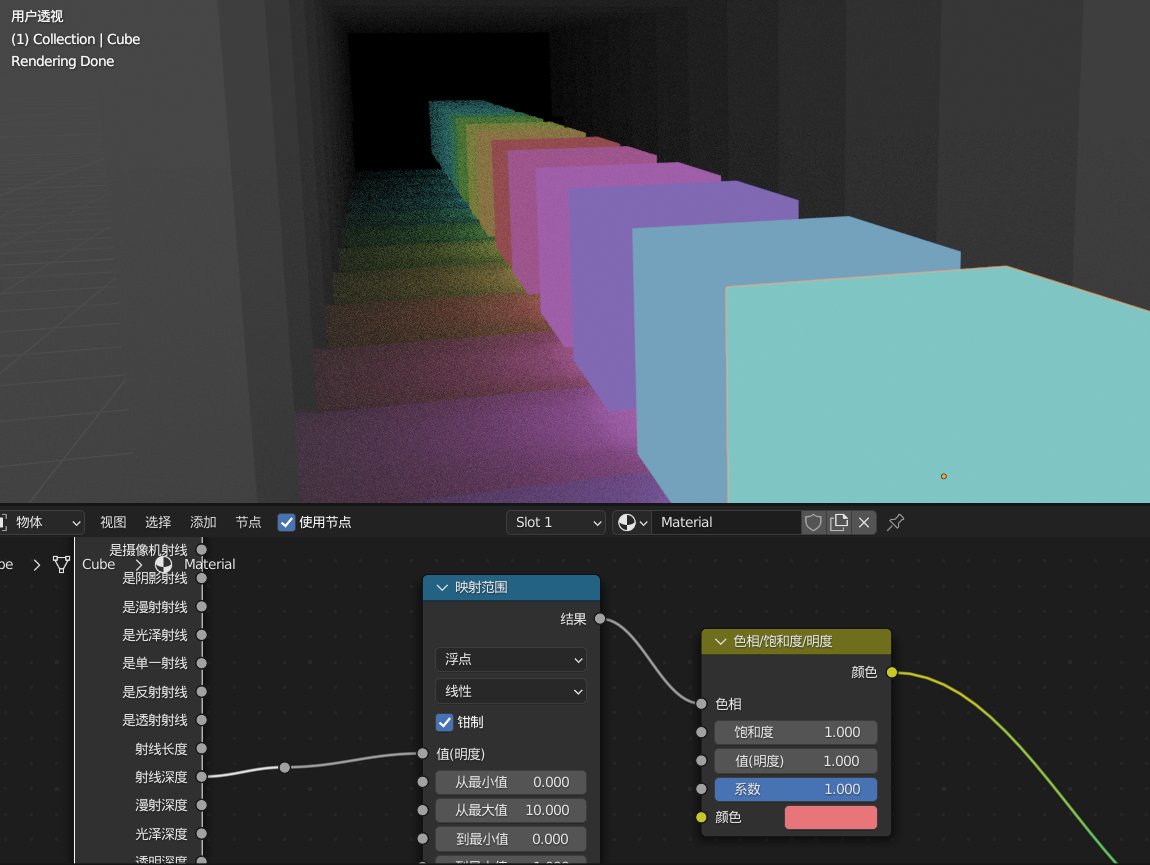 用户透视
(1) Collection | Cube
Rendering Done
物体 视图 选择 添加 节点 使用节点 Slot 1 Material
是摄像机射线
Cube Material
是阴影射线
是漫射射线
是光泽射线
是单一射线
是反射射线
是透射射线
射线长度
射线深度
漫射深度
光泽深度
透明深度
映射范围
结果
浮点
线性
钳制
值(明度)
从最小值 0.000
从最大值 10.000
到最小值 0.000
色相/饱和度/明度
颜色
色相
饱和度 1.000
值(明度) 1.000
系数 1.000
颜色